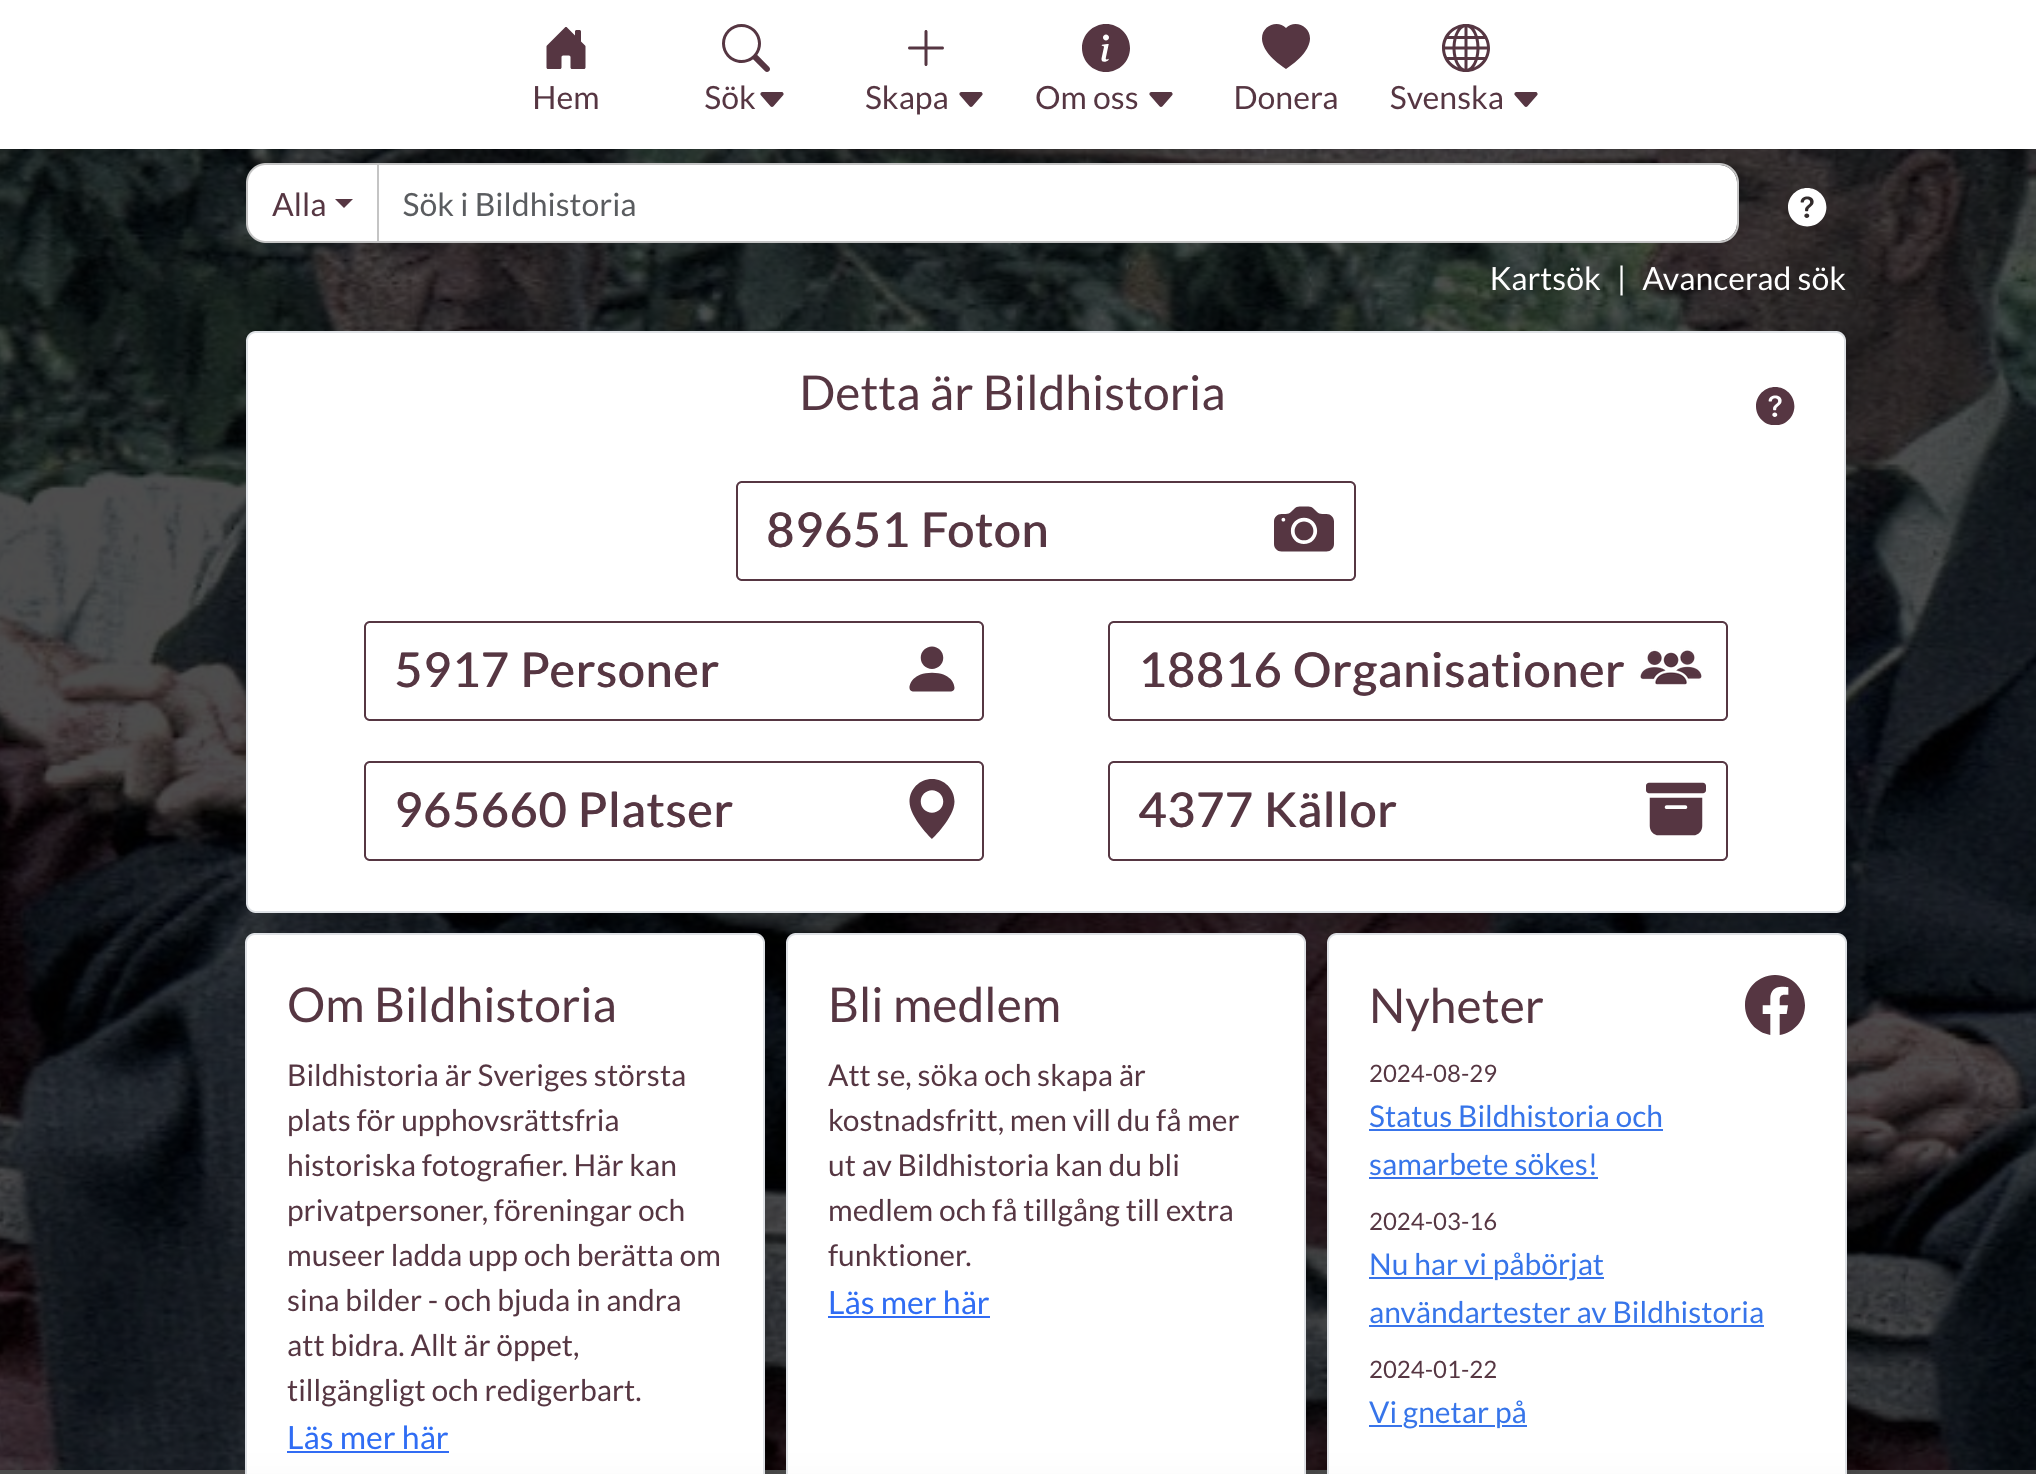 Hem
Sök
Skapa
Om oss
Donera
Svenska
Alla
Sök i Bildhistoria
?
Kartsök | Avancerad sök
Detta är Bildhistoria
?
89651 Foton
5917 Personer
18816 Organisationer
965660 Platser
4377 Källor
Om Bildhistoria
Bildhistoria är Sveriges största
plats för upphovsrättsfria
historiska fotografier. Här kan
privatpersoner, föreningar och
museer ladda upp och berätta om
sina bilder - och bjuda in andra
att bidra. Allt är öppet,
tillgängligt och redigerbart.
Läs mer här
Bli medlem
Att se, söka och skapa är
kostnadsfritt, men vill du få mer
ut av Bildhistoria kan du bli
medlem och få tillgång till extra
funktioner.
Läs mer här
Nyheter
2024-08-29
Status Bildhistoria och
samarbete sökes!
2024-03-16
Nu har vi påbörjat
användartester av Bildhistoria
2024-01-22
Vi gnetar på